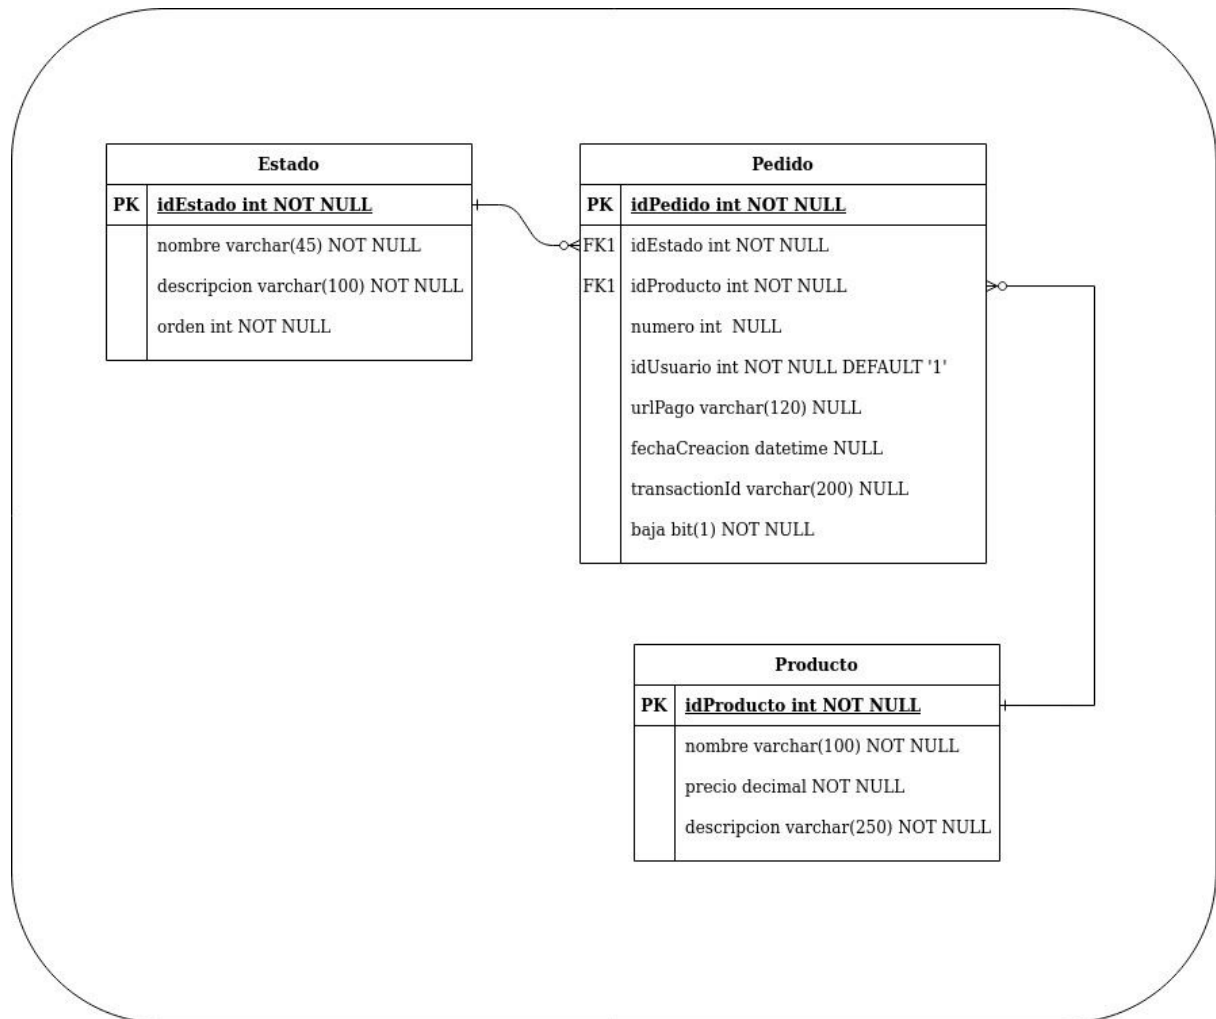 Estado
PK idEstado int NOT NULL
nombre varchar(45) NOT NULL
descripcion varchar(100) NOT NULL
orden int NOT NULL
Pedido
PK idPedido int NOT NULL
FK1 idEstado int NOT NULL
FK1 idProducto int NOT NULL
numero int  NULL
idUsuario int NOT NULL DEFAULT '1'
urlPago varchar(120) NULL
fechaCreacion datetime NULL
transactionId varchar(200) NULL
baja bit(1) NOT NULL
Producto
PK idProducto int NOT NULL
nombre varchar(100) NOT NULL
precio decimal NOT NULL
descripcion varchar(250) NOT NULL